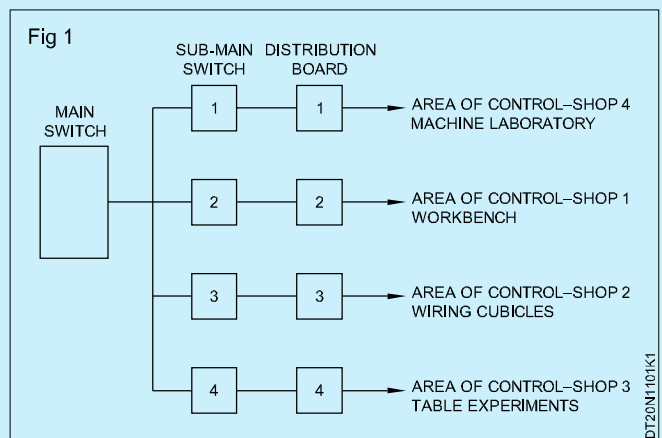 Fig 1
SUB-MAIN
SWITCH
DISTRIBUTION
BOARD
MAIN
SWITCH
1
1
AREA OF CONTROL–SHOP 4
MACHINE LABORATORY
2
2
AREA OF CONTROL–SHOP 1
WORKBENCH
3
3
AREA OF CONTROL–SHOP 2
WIRING CUBICLES
4
4
AREA OF CONTROL–SHOP 3
TABLE EXPERIMENTS
DT20N1101K1